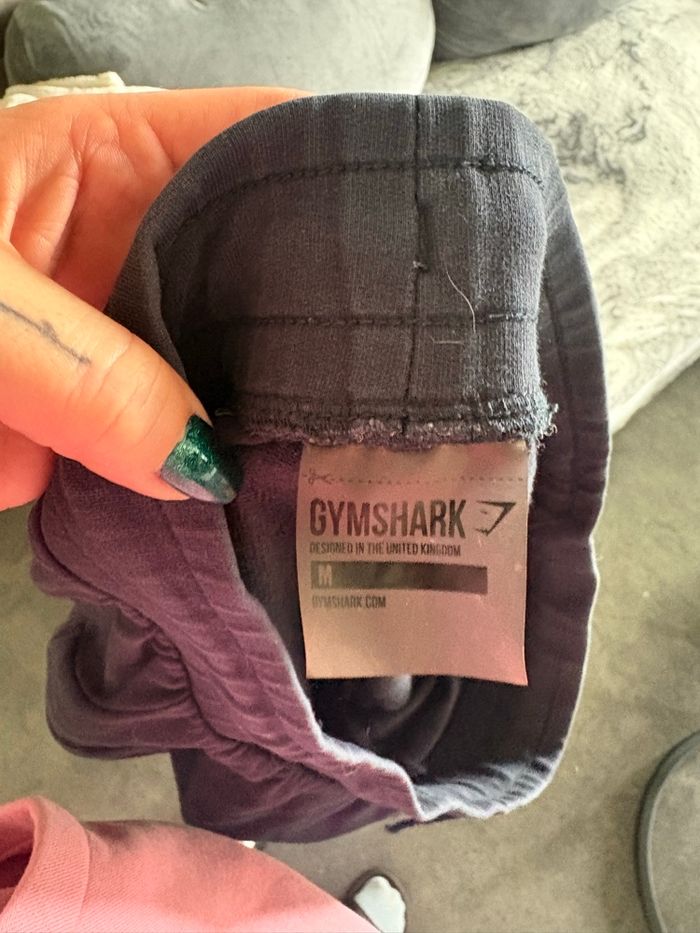 GYMSHARK
DESIGNED IN THE UNITED KINGDOM
M
GYMSHARK.COM